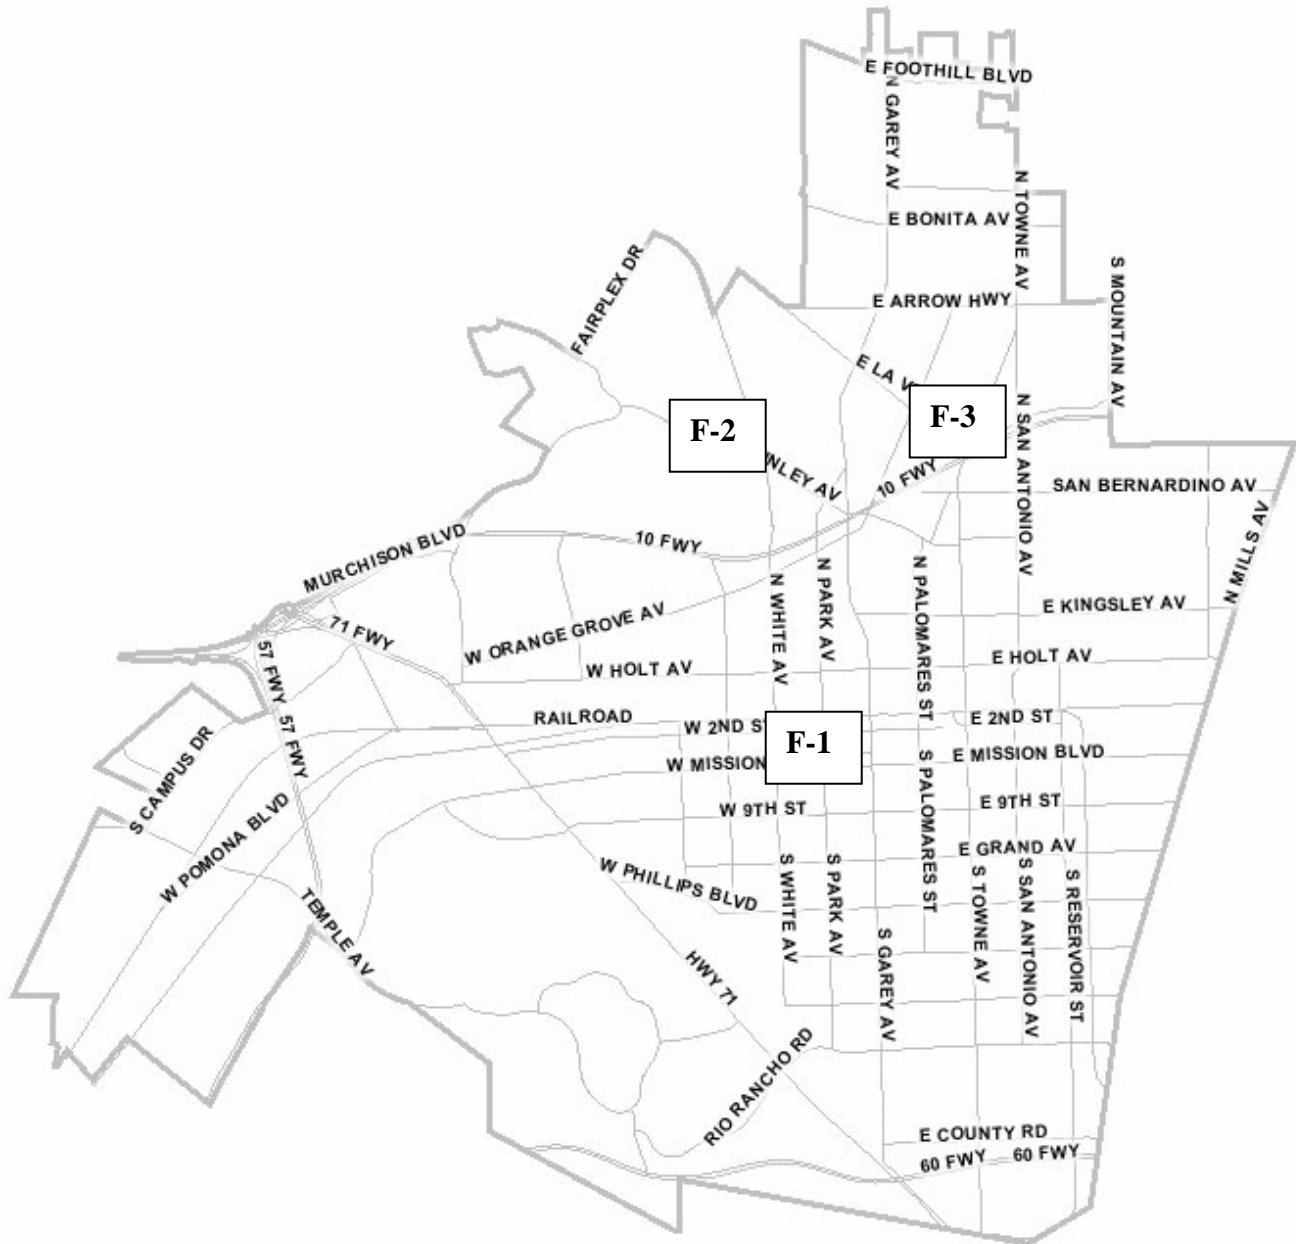 E FOOTHILL BLVD
N GAREY AV
N TOWNE AV
E BONITA AV
FAIRPLEX DR
S MOUNTAIN AV
E ARROW HWY
E LA
F-2
F-3
N SAN ANTONIO AV
NLEY AV
10 FWY
SAN BERNARDINO AV
N MILLS AV
MURCHISON BLVD
10 FWY
N WHITE AV
N PARK AV
N PALOMARES ST
E KINGSLEY AV
71 FWY
W ORANGE GROVE AV
57 FWY
W HOLT AV
E HOLT AV
RAILROAD
W 2ND ST
E 2ND ST
57 FWY
S CAMPUS DR
F-1
W MISSION
E MISSION BLVD
S PALOMARES ST
W 9TH ST
E 9TH ST
W POMONA BLVD
E GRAND AV
W PHILLIPS BLVD
S WHITE AV
S PARK AV
S TOWNE AV
S SAN ANTONIO AV
S RESERVOIR ST
TEMPLE AV
S GAREY AV
HWY 71
RIO RANCHO RD
E COUNTY RD
60 FWY
60 FWY